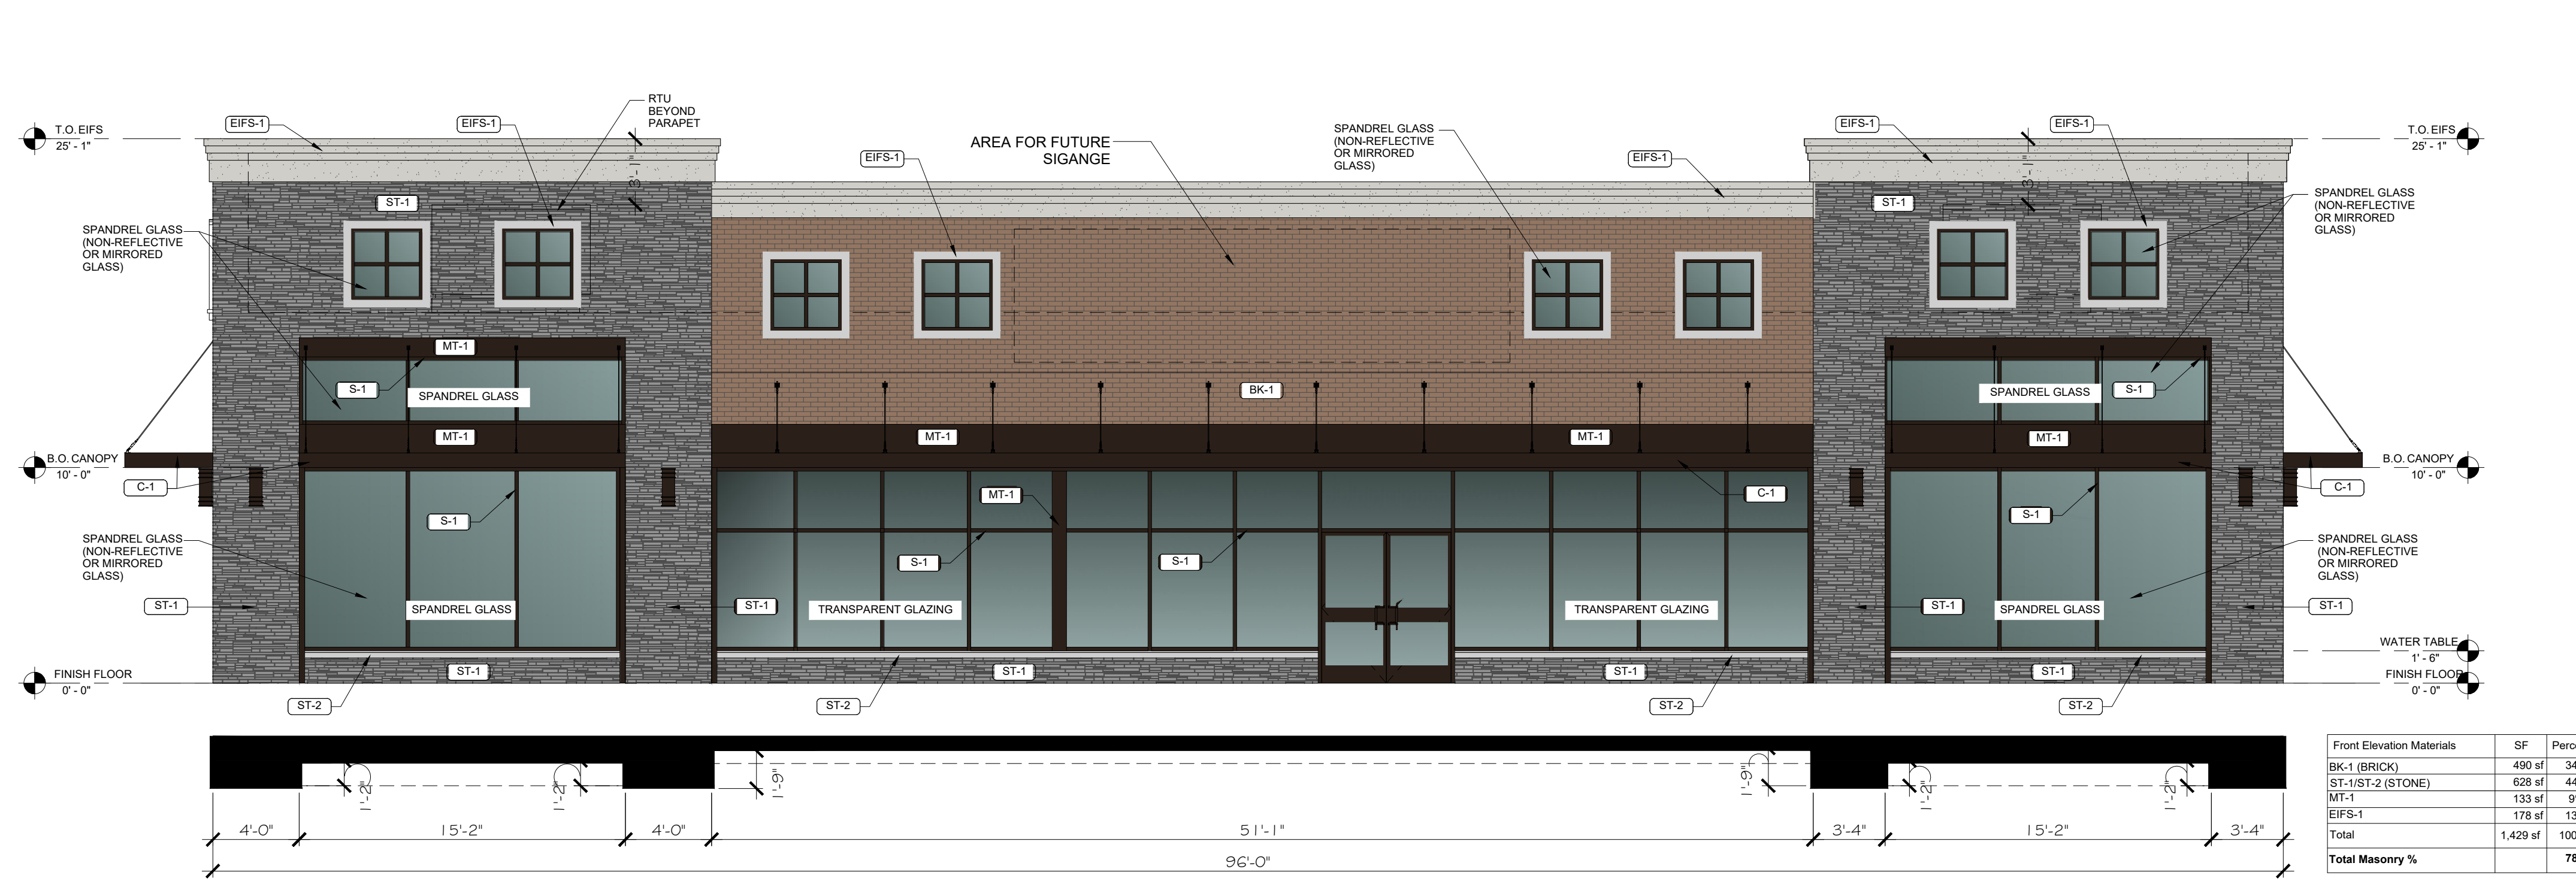 RTU
BEYOND
PARAPET
T.O. EIFS
25' - 1"
EIFS-1
EIFS-1
3'-1"
AREA FOR FUTURE
SIGANGE
EIFS-1
SPANDREL GLASS
(NON-REFLECTIVE
OR MIRRORED
GLASS)
EIFS-1
EIFS-1
EIFS-1
3'-1"
T.O. EIFS
25' - 1"
ST-1
ST-1
SPANDREL GLASS
(NON-REFLECTIVE
OR MIRRORED
GLASS)
SPANDREL GLASS
(NON-REFLECTIVE
OR MIRRORED
GLASS)
MT-1
S-1
SPANDREL GLASS
BK-1
SPANDREL GLASS
S-1
MT-1
MT-1
MT-1
MT-1
B.O. CANOPY
10' - 0"
B.O. CANOPY
10' - 0"
C-1
MT-1
C-1
C-1
S-1
S-1
SPANDREL GLASS
(NON-REFLECTIVE
OR MIRRORED
GLASS)
S-1
S-1
SPANDREL GLASS
(NON-REFLECTIVE
OR MIRRORED
GLASS)
ST-1
SPANDREL GLASS
ST-1
TRANSPARENT GLAZING
TRANSPARENT GLAZING
ST-1
SPANDREL GLASS
ST-1
WATER TABLE
1' - 6"
FINISH FLOOR
0' - 0"
ST-1
ST-1
ST-1
ST-1
FINISH FLOOR
0' - 0"
ST-2
ST-2
ST-2
ST-2
1'-2"
1'-2"
1'-9"
1'-9"
1'-2"
1'-2"
4'-0"
15'-2"
4'-0"
51'-1"
3'-4"
15'-2"
3'-4"
96'-0"
Front Elevation Materials SF Perce
BK-1 (BRICK) 490 sf 34
ST-1/ST-2 (STONE) 628 sf 44
MT-1 133 sf 9
EIFS-1 178 sf 13
Total 1,429 sf 100
Total Masonry % 78